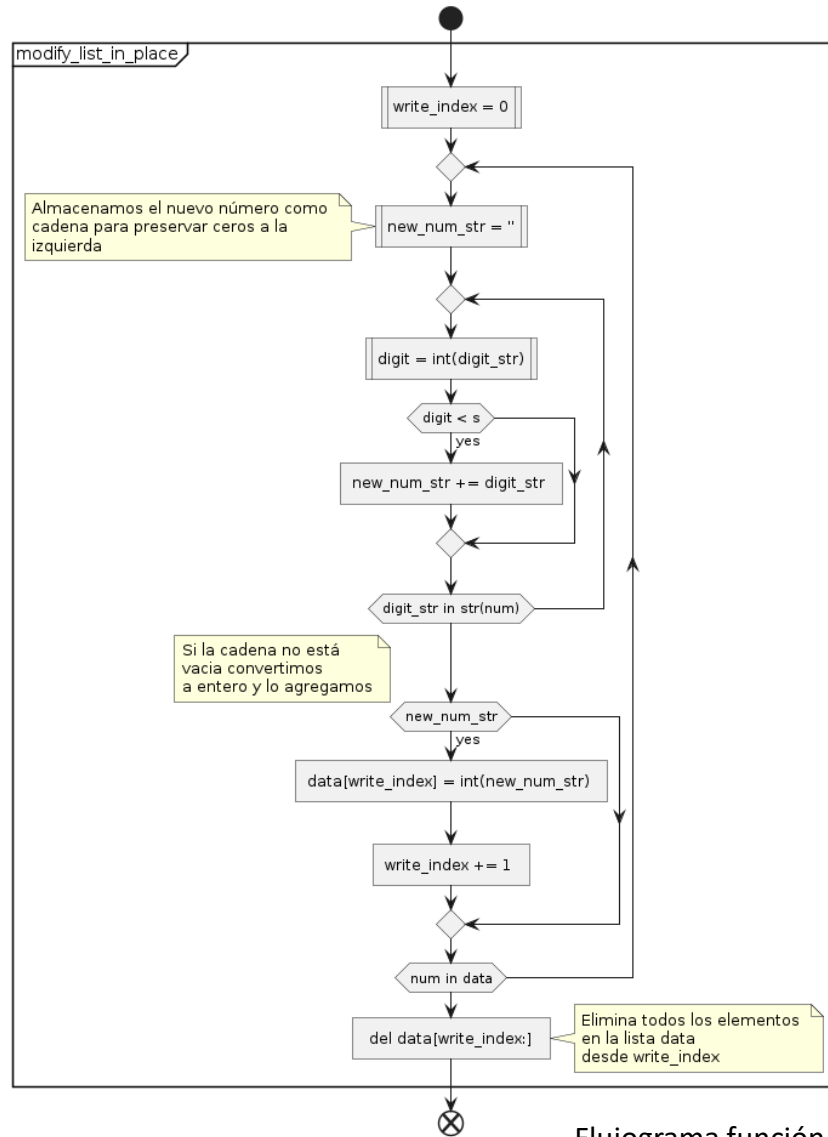 modify_list_in_place
write_index = 0
Almacenamos el nuevo número como
cadena para preservar ceros a la
izquierda
new_num_str = ''
digit = int(digit_str)
digit < s
yes
new_num_str += digit_str
digit_str in str(num)
Si la cadena no está
vacia convertimos
a entero y lo agregamos
new_num_str
yes
data[write_index] = int(new_num_str)
write_index += 1
num in data
del data[write_index:]
Elimina todos los elementos
en la lista data
desde write_index
Flujograma función